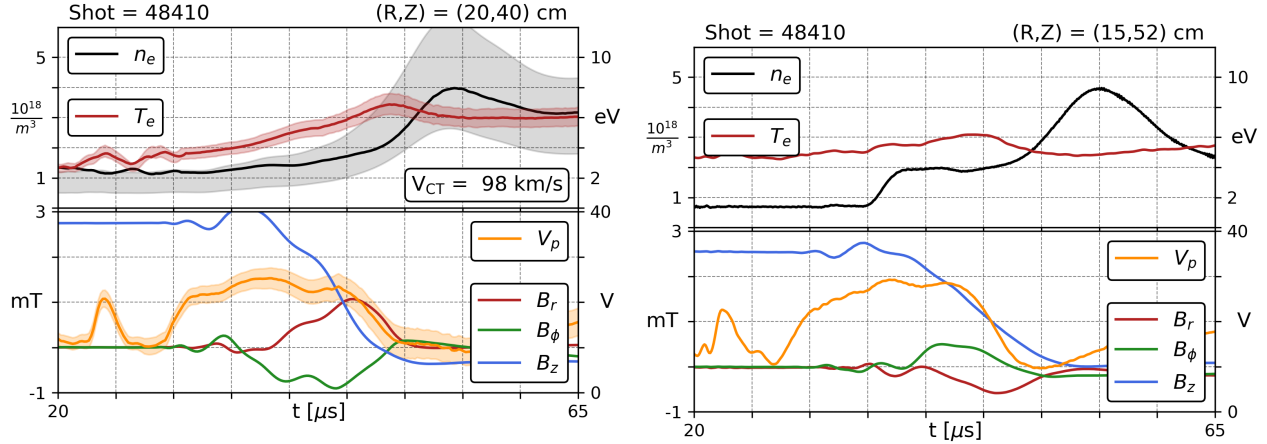 Shot = 48410 (R,Z) = (20,40) cm
5 10
n_e
10^18/m^3 eV
T_e
1 2
V_CT = 98 km/s
3 40
V_p
mT V
B_r
B_ϕ
B_z
-1 0
20 t [μs] 65
Shot = 48410 (R,Z) = (15,52) cm
5 10
n_e
10^18/m^3 eV
T_e
1 2
3 40
V_p
mT V
B_r
B_ϕ
B_z
-1 0
20 t [μs] 65